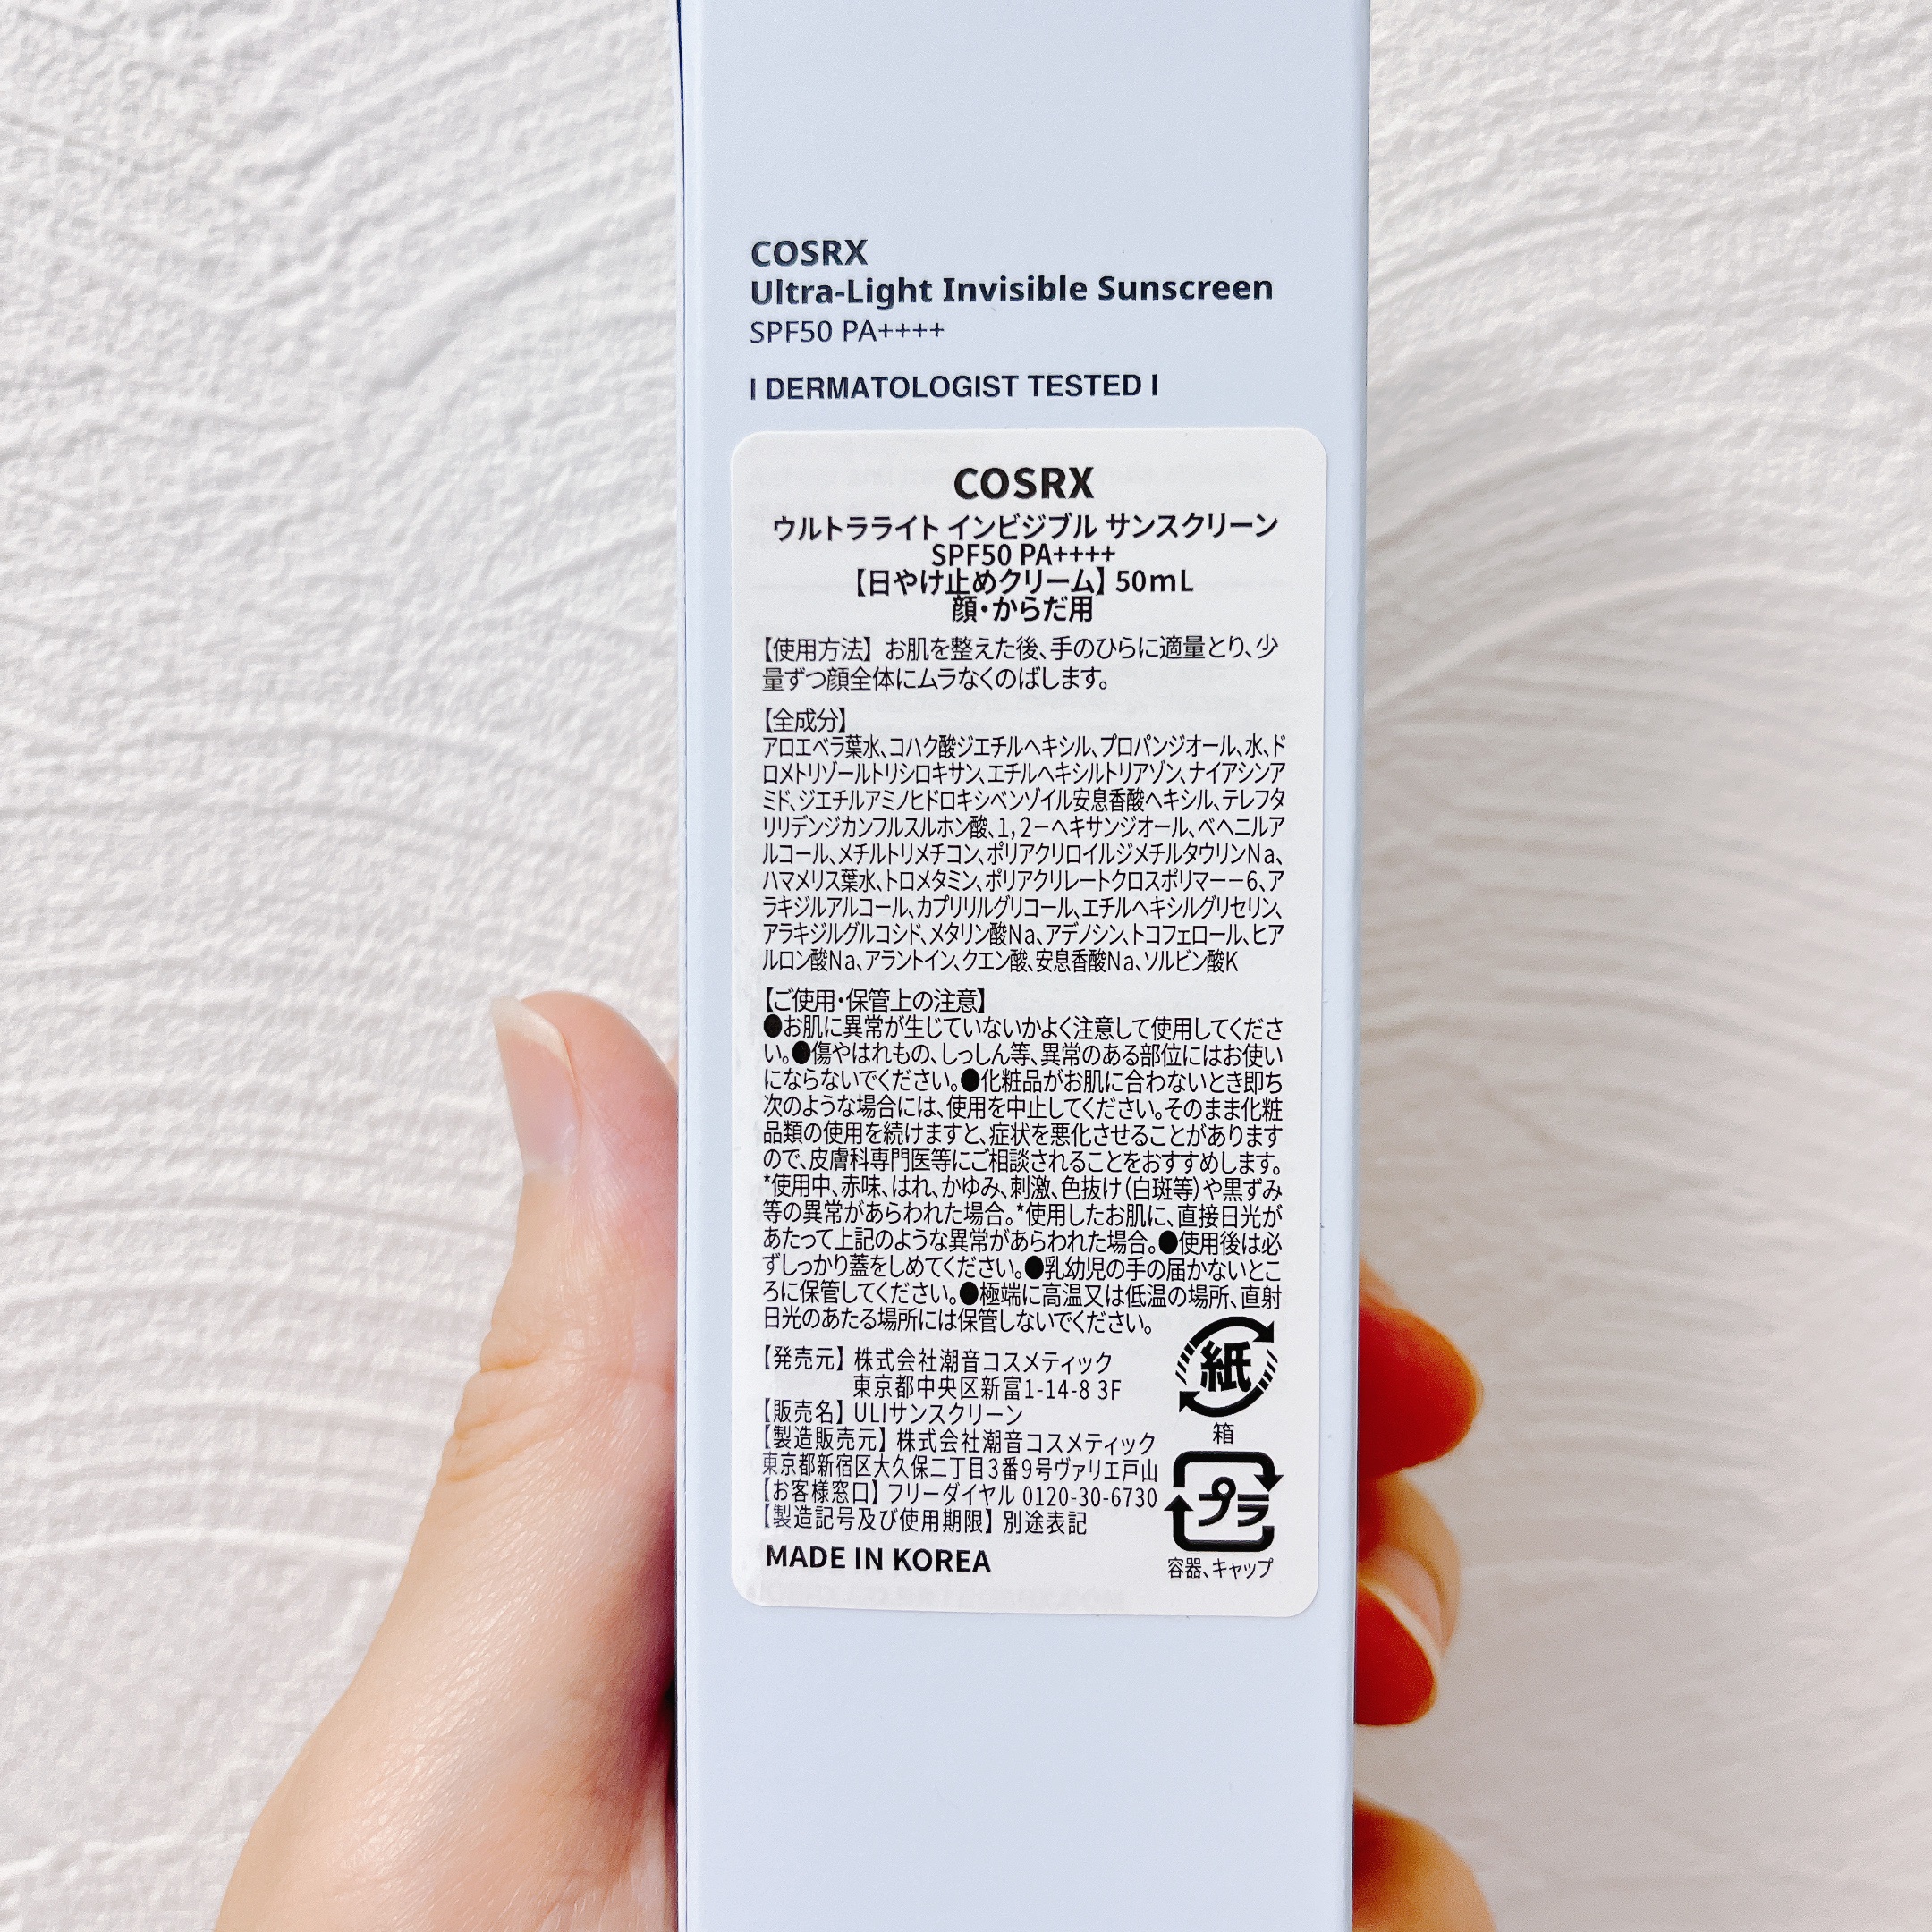 COSRX
Ultra-Light Invisible Sunscreen
SPF50 PA++++
I DERMATOLOGIST TESTED I
COSRX
ウルトラライト インビジブル サンスクリーン
SPF50 PA++++
【日やけ止めクリーム】 50mL
顔・からだ用
【使用方法】 お肌を整えた後、手のひらに適量とり、少
量ずつ顔全体にムラなくのばします。
【全成分】
アロエベラ葉水、コハク酸ジエチルヘキシル、プロパンジオール、水、ド
ロメトリゾールトリシロキサン、エチルヘキシルトリアゾン、ナイアシンア
ミド、ジエチルアミノヒドロキシベンゾイル安息香酸ヘキシル、テレフタ
リリデンジカンフルスルホン酸、1,2－ヘキサンジオール、ベヘニルア
ルコール、メチルトリメチコン、ポリアクリロイルジメチルタウリンNa、
ハマメリス葉水、トロメタミン、ポリアクリレートクロスポリマー－6、ア
ラキジルアルコール、カプリリルグリコール、エチルヘキシルグリセリン、
アラキジルグルコシド、メタリン酸Na、アデノシン、トコフェロール、ヒア
ルロン酸Na、アラントイン、クエン酸、安息香酸Na、ソルビン酸K
【ご使用・保管上の注意】
●お肌に異常が生じていないかよく注意して使用してくださ
い。●傷やはれもの、しっしん等、異常のある部位にはお使い
にならないでください。●化粧品がお肌に合わないとき即ち
次のような場合には、使用を中止してください。そのまま化粧
品類の使用を続けますと、症状を悪化させることがあります
ので、皮膚科専門医等にご相談されることをおすすめします。
*使用中、赤味、はれ、かゆみ、刺激、色抜け(白斑等)や黒ずみ
等の異常があらわれた場合。*使用したお肌に、直接日光が
あたって上記のような異常があらわれた場合。●使用後は必
ずしっかり蓋をしめてください。●乳幼児の手の届かないとこ
ろに保管してください。●極端に高温又は低温の場所、直射
日光のあたる場所には保管しないでください。
【発売元】 株式会社潮音コスメティック
東京都中央区新富1-14-8 3F
【販売名】 ULIサンスクリーン
【製造販売元】 株式会社潮音コスメティック
東京都新宿区大久保二丁目3番9号ヴァリエ戸山
【お客様窓口】 フリーダイヤル 0120-30-6730
【製造記号及び使用期限】 別途表記
MADE IN KOREA
紙
箱
プラ
容器、キャップ